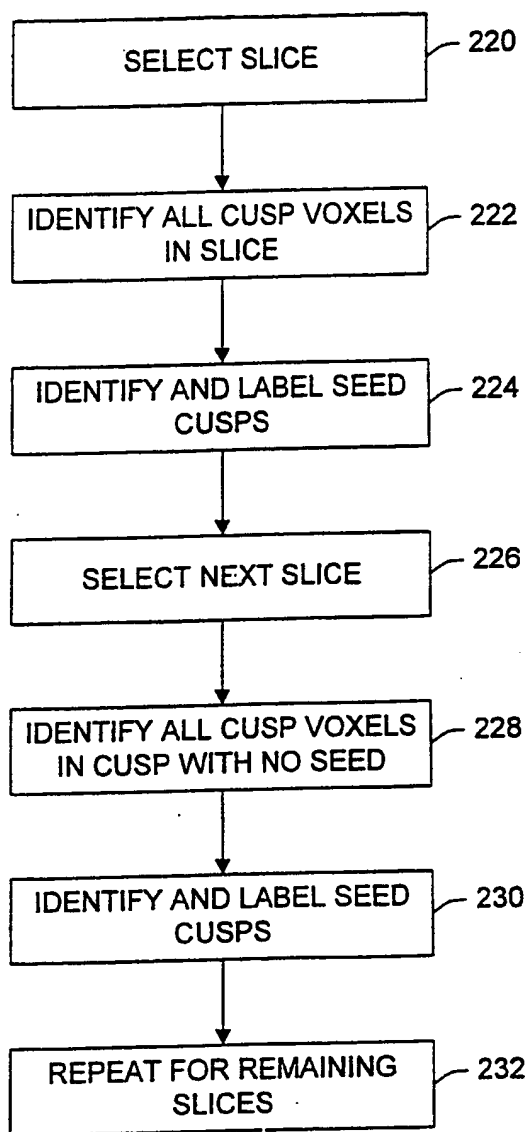 SELECT SLICE
220
IDENTIFY ALL CUSP VOXELS
IN SLICE
222
IDENTIFY AND LABEL SEED
CUSPS
224
SELECT NEXT SLICE
226
IDENTIFY ALL CUSP VOXELS
IN CUSP WITH NO SEED
228
IDENTIFY AND LABEL SEED
CUSPS
230
REPEAT FOR REMAINING
SLICES
232